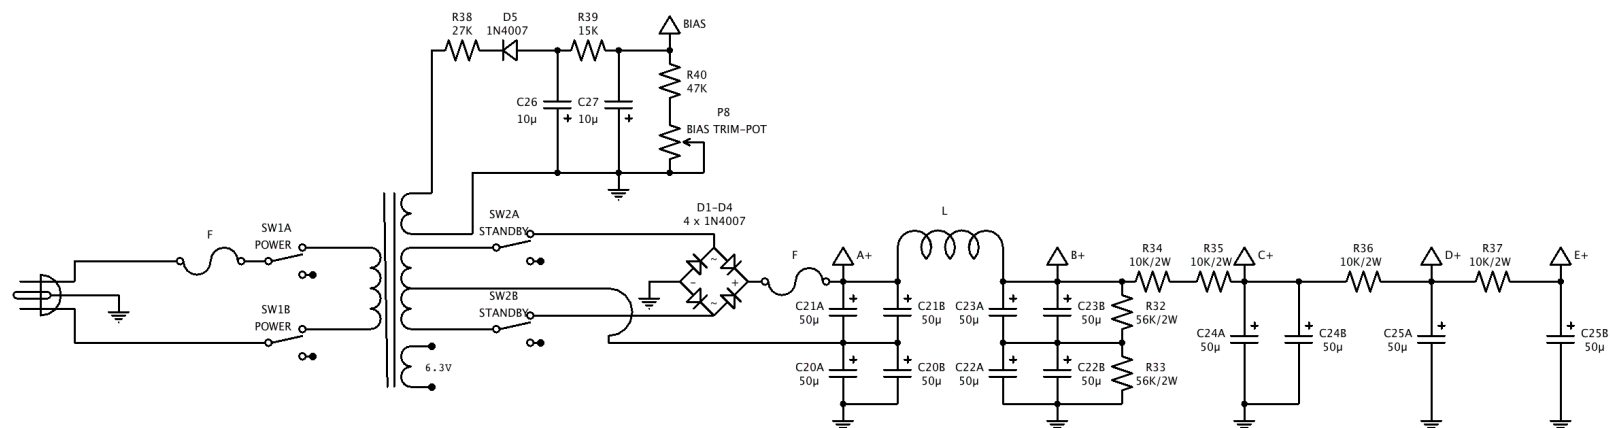 R38
27K
D5
1N4007
R39
15K
BIAS
R40
47K
C26
10µ
+
C27
10µ
+
P8
BIAS TRIM-POT
F
SW1A
POWER
SW1B
POWER
6.3V
SW2A
STANDBY
SW2B
STANDBY
D1-D4
4 x 1N4007
~
-
+
~
F
A+
L
B+
R34
10K/2W
R35
10K/2W
C+
R36
10K/2W
D+
R37
10K/2W
E+
C21A
50µ
+
C21B
50µ
+
C23A
50µ
+
C23B
50µ
+
R32
56K/2W
C20A
50µ
+
C20B
50µ
+
C22A
50µ
+
C22B
50µ
+
R33
56K/2W
C24A
50µ
+
C24B
50µ
+
C25A
50µ
+
C25B
50µ
+